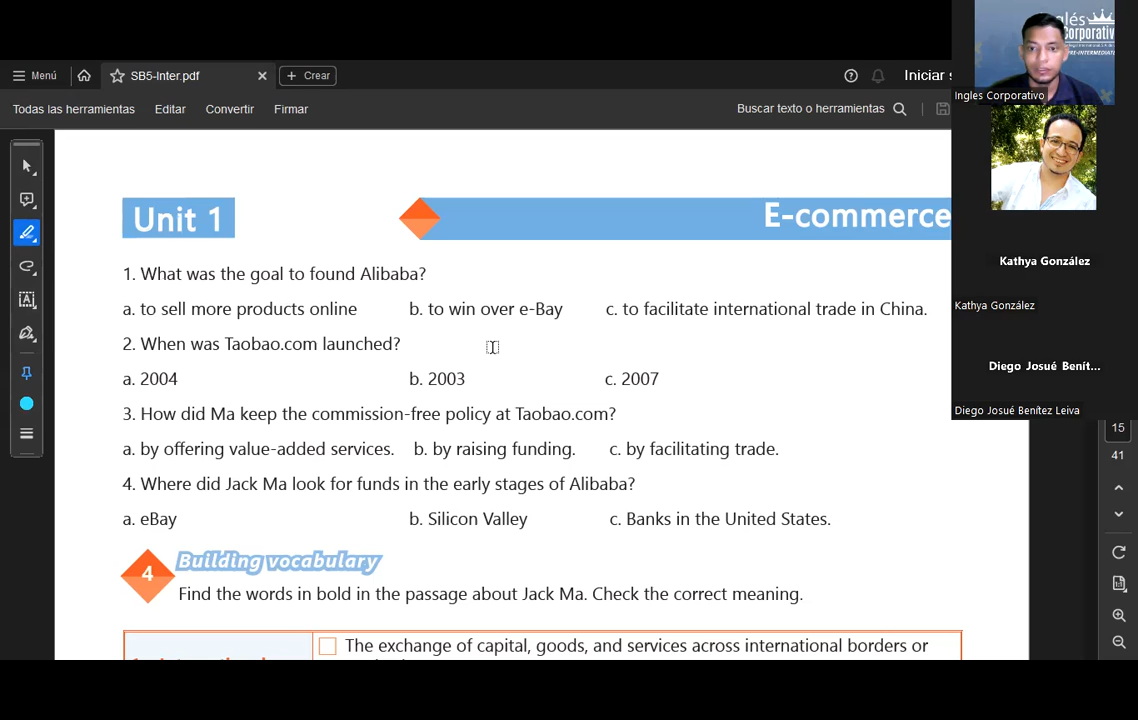 Menú
SB5-Inter.pdf
Crear
Iniciar s
Todas las herramientas
Editar
Convertir
Firmar
Buscar texto o herramientas
Unit 1
E-commerce
1. What was the goal to found Alibaba?
a. to sell more products online b. to win over e-Bay c. to facilitate international trade in China.
2. When was Taobao.com launched?
a. 2004 b. 2003 c. 2007
3. How did Ma keep the commission-free policy at Taobao.com?
a. by offering value-added services. b. by raising funding. c. by facilitating trade.
4. Where did Jack Ma look for funds in the early stages of Alibaba?
a. eBay b. Silicon Valley c. Banks in the United States.
4 Building vocabulary
Find the words in bold in the passage about Jack Ma. Check the correct meaning.
The exchange of capital, goods, and services across international borders or
15
41
glés
Corporativ
Ingles Corporativo
Kathya González
Kathya González
Diego Josué Benít...
Diego Josué Benítez Leiva